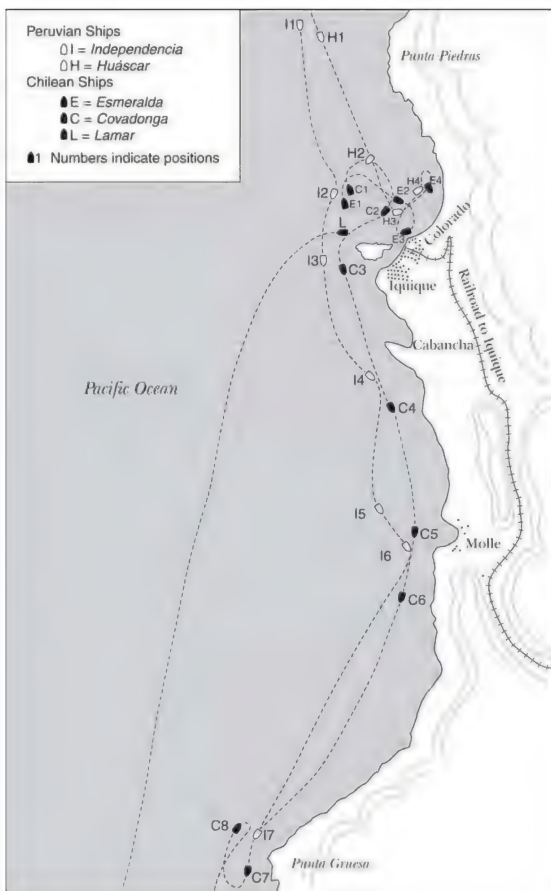 Peruvian Ships
I = Independencia
H = Huáscar
Chilean Ships
E = Esmeralda
C = Covadonga
L = Lamar
1 Numbers indicate positions
I1
H1
Punta Piedras
H2
I2
C1
E1
H4
E4
E2
C2
H3
E3
L
Colorado
I3
C3
Iquique
Railroad to Iquique
Cabancha
I4
Pacific Ocean
C4
I5
C5
Molle
I6
C6
C8
I7
C7
Punta Gruesa